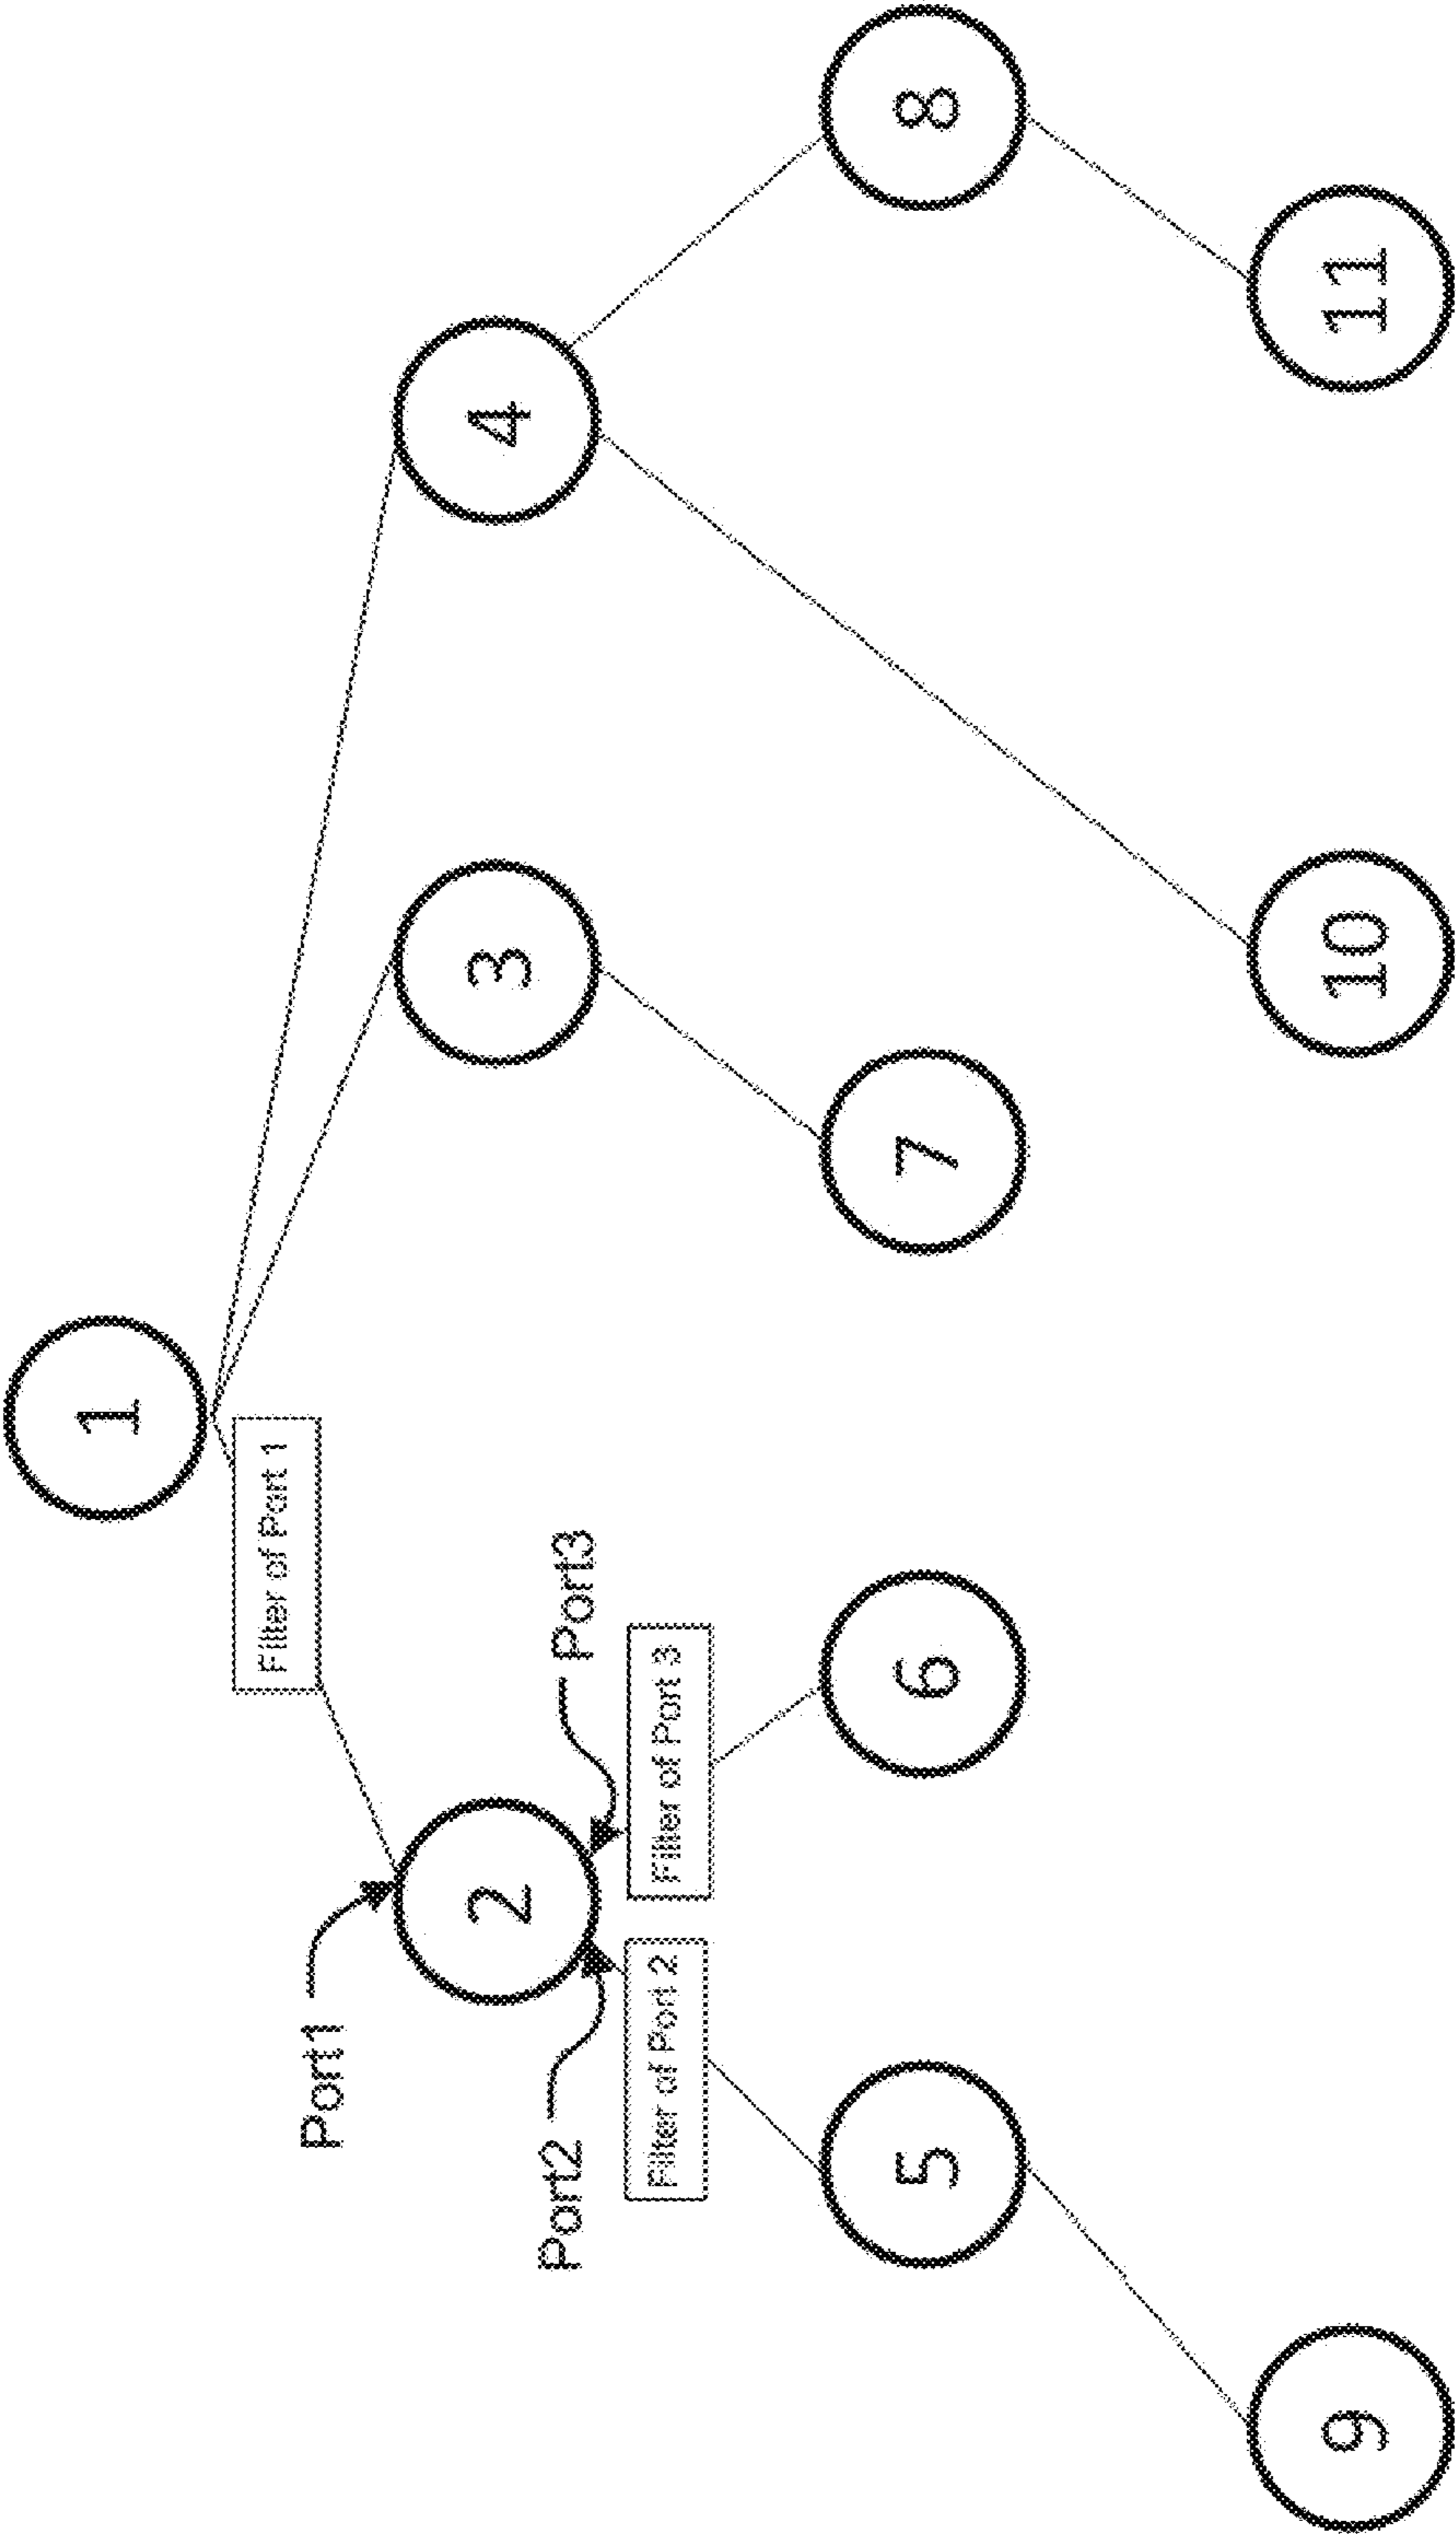 1
Filter of Port 1
Port1
2
3
4
Port2
Port3
Filter of Port 2
Filter of Port 3
5
6
7
8
9
10
11